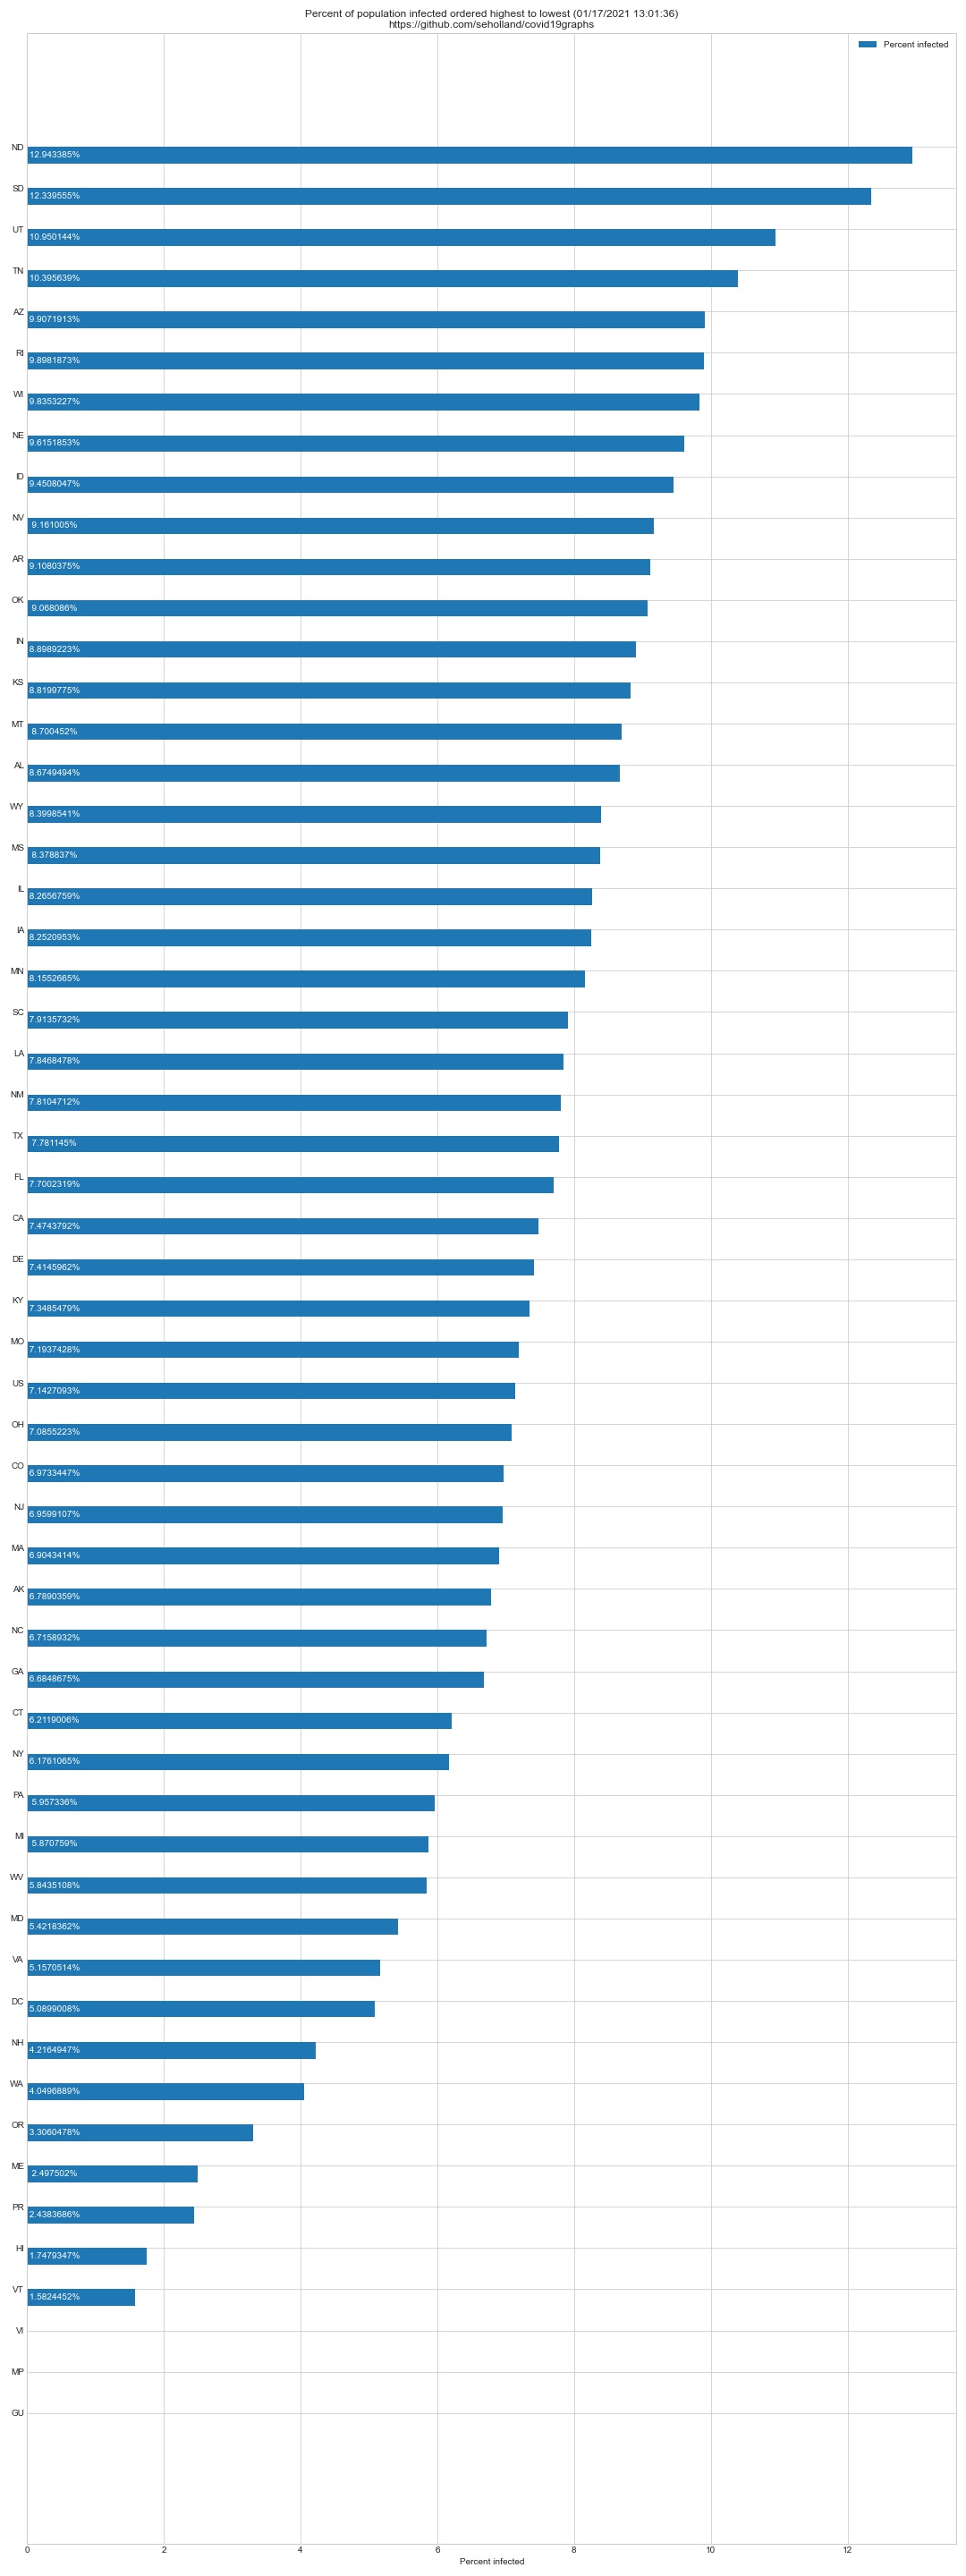 Percent of population infected ordered highest to lowest (01/17/2021 13:01:36)
https://github.com/seholland/covid19graphs
Percent infected
ND 12.943385%
SD 12.339555%
UT 10.950144%
TN 10.395639%
AZ 9.9071913%
RI 9.8981873%
WI 9.8353227%
NE 9.6151853%
ID 9.4508047%
NV 9.161005%
AR 9.1080375%
OK 9.068086%
IN 8.8989223%
KS 8.8199775%
MT 8.700452%
AL 8.6749494%
WY 8.3998541%
MS 8.378837%
IL 8.2656759%
IA 8.2520953%
MN 8.1552665%
SC 7.9135732%
LA 7.8468478%
NM 7.8104712%
TX 7.781145%
FL 7.7002319%
CA 7.4743792%
DE 7.4145962%
KY 7.3485479%
MO 7.1937428%
US 7.1427093%
OH 7.0855223%
CO 6.9733447%
NJ 6.9599107%
MA 6.9043414%
AK 6.7890359%
NC 6.7158932%
GA 6.6848675%
CT 6.2119006%
NY 6.1761065%
PA 5.957336%
MI 5.870759%
WV 5.8435108%
MD 5.4218362%
VA 5.1570514%
DC 5.0899008%
NH 4.2164947%
WA 4.0496889%
OR 3.3060478%
ME 2.497502%
PR 2.4383686%
HI 1.7479347%
VT 1.5824452%
VI
MP
GU
0 2 4 6 8 10 12
Percent infected